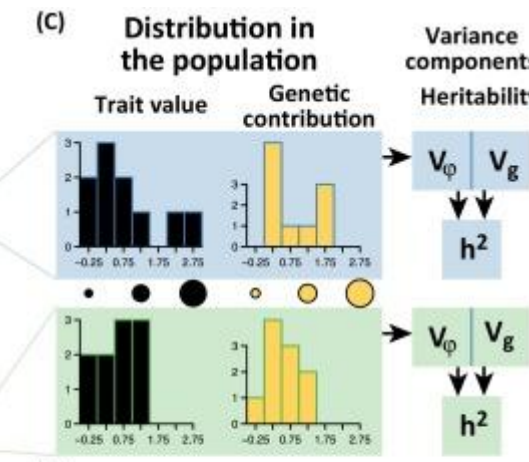 (C)
Distribution in
the population
Variance
components
Heritability
Trait value
Genetic
contribution
3
2
1
0
-0.25 0.75 1.75 2.75
3
2
1
0
-0.25 0.75 1.75 2.75
Vφ Vg
h²
3
2
1
0
-0.25 0.75 1.75 2.75
3
2
1
0
-0.25 0.75 1.75 2.75
Vφ Vg
h²